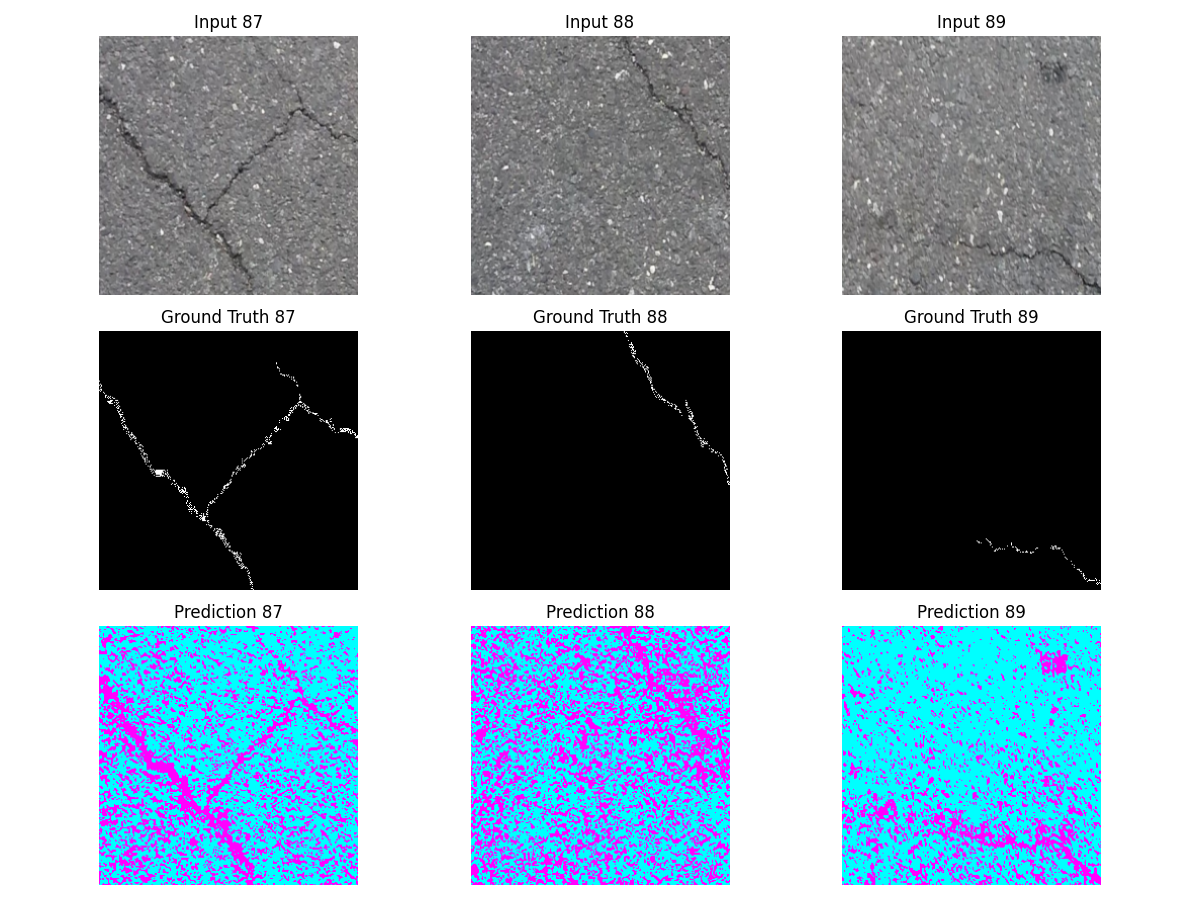 Input 87
Input 88
Input 89
Ground Truth 87
Ground Truth 88
Ground Truth 89
Prediction 87
Prediction 88
Prediction 89